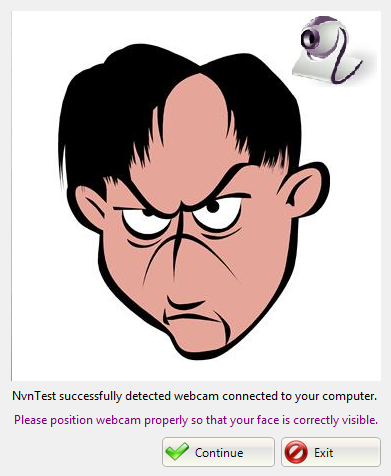 NvnTest successfully detected webcam connected to your computer.
Please position webcam properly so that your face is correctly visible.
Continue
Exit